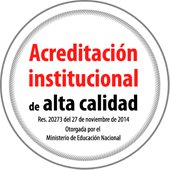 Acreditación
institucional
de alta calidad
Res. 20273 del 27 de noviembre de 2014
Otorgada por el
Ministerio de Educación Nacional